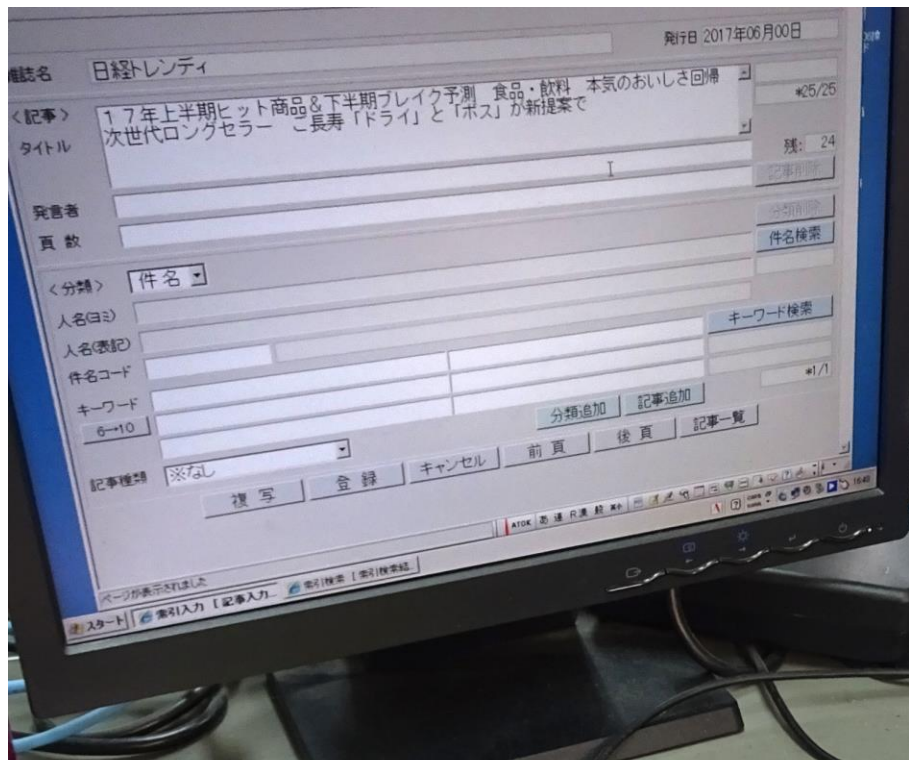 発行日 2017年06月00日
雑誌名 日経トレンディ
<記事> １７年上半期ヒット商品＆下半期ブレイク予測 食品・飲料 本気のおいしさ回帰
タイトル 次世代ロングセラー ご長寿「ドライ」と「ボス」が新提案で
*25/25
残: 24
記事削除
発言者
頁 数
分類削除
件名検索
<分類> 件名
人名(ヨミ)
人名(表記)
キーワード検索
件名コード
キーワード
*1/1
6→10
分類追加 記事追加
記事種類 ※なし
複 写 登 録 キャンセル 前 頁 後 頁 記事一覧
ATOK あ 連 R漢
16:40
ページが表示されました
スタート 索引入力 [ 記事入力... 索引検索 [ 索引検索結...